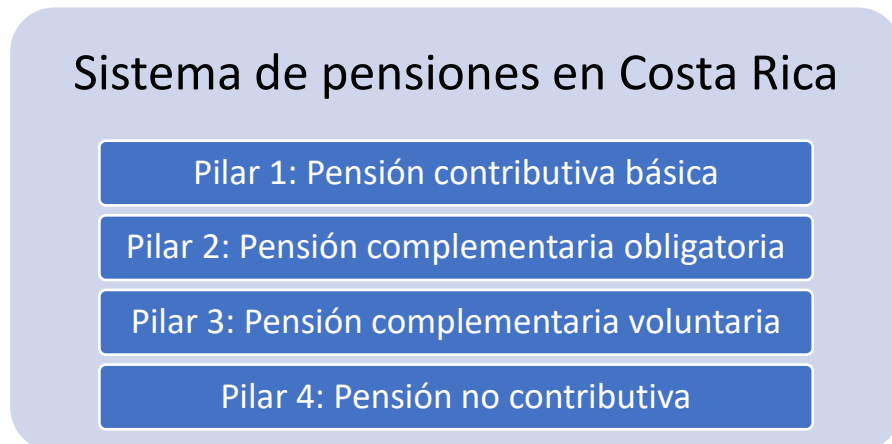 Sistema de pensiones en Costa Rica
Pilar 1: Pensión contributiva básica
Pilar 2: Pensión complementaria obligatoria
Pilar 3: Pensión complementaria voluntaria
Pilar 4: Pensión no contributiva